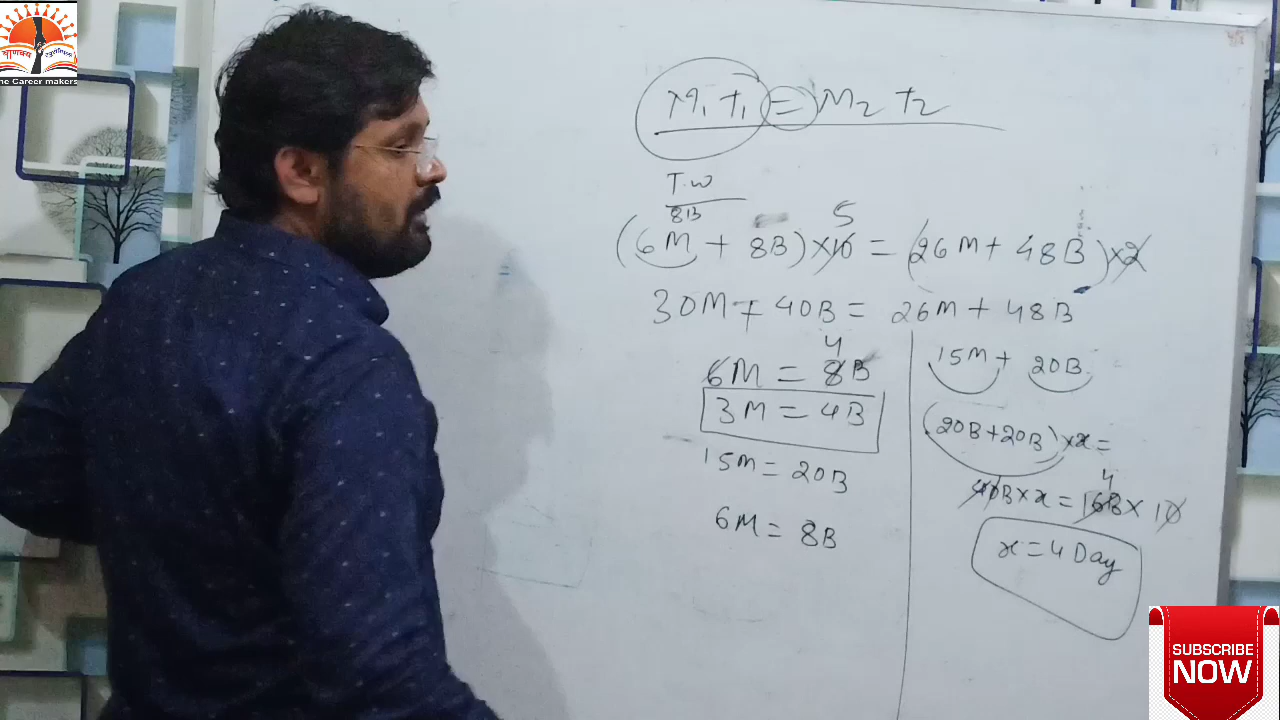 चाणक्य
The Career makers
M₁ t₁ = M₂ t₂
T.W
8B
5
(6M + 8B)×10 = (26M + 48B)×2
30M + 40B = 26M + 48B
4
6M = 8B
3M = 4B
15M = 20B
6M = 8B
15M + 20B
(20B+20B)×x =
4
40B×x = 16B×10
x = 4 Day
SUBSCRIBE
NOW